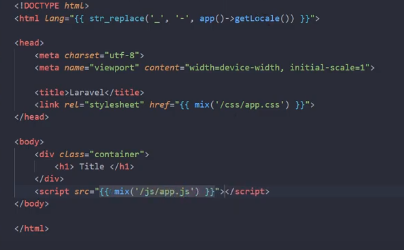 <!DOCTYPE html>
<html lang="{{ str_replace('_', '-', app()->getLocale()) }}">
<head>
<meta charset="utf-8">
<meta name="viewport" content="width=device-width, initial-scale=1">
<title>Laravel</title>
<link rel="stylesheet" href="{{ mix('/css/app.css') }}">
</head>
<body>
<div class="container">
<h1> Title </h1>
</div>
<script src="{{ mix('/js/app.js') }}"></script>
</body>
</html>